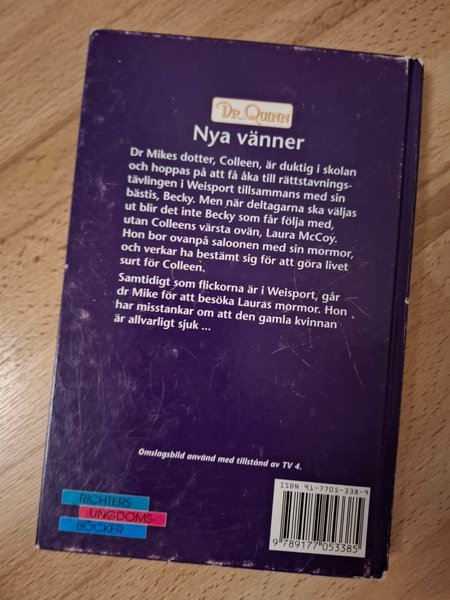 DR. QUINN
Nya vänner
Dr Mikes dotter, Colleen, är duktig i skolan
och hoppas på att få åka till rättstavnings-
tävlingen i Weisport tillsammans med sin
bästis, Becky. Men när deltagarna ska väljas
ut blir det inte Becky som får följa med,
utan Colleens värsta ovän, Laura McCoy.
Hon bor ovanpå saloonen med sin mormor,
och verkar ha bestämt sig för att göra livet
surt för Colleen.
Samtidigt som flickorna är i Weisport, går
dr Mike för att besöka Lauras mormor. Hon
har misstankar om att den gamla kvinnan
är allvarligt sjuk ...
Omslagsbild använd med tillstånd av TV 4.
ISBN 91-7705-338-9
9 789177 053385
RICHTERS
UNGDOMS-
BÖCKER